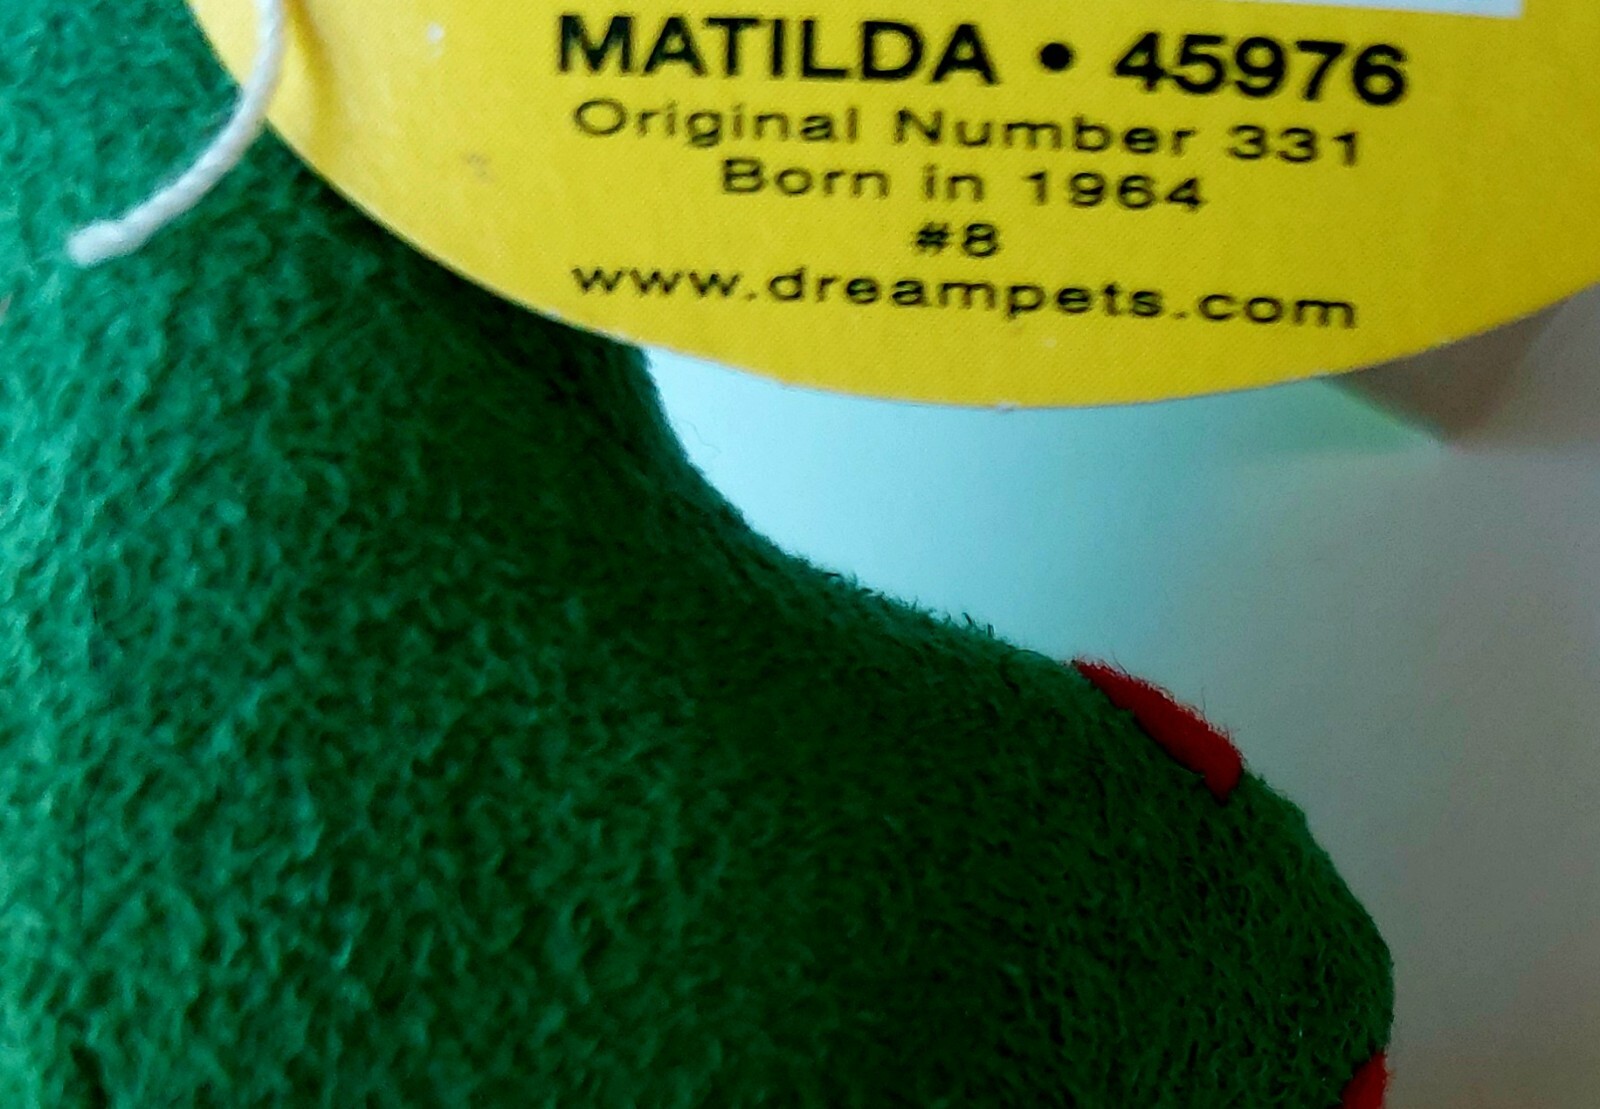 MATILDA • 45976
Original Number 331
Born in 1964
#8
www.dreampets.com